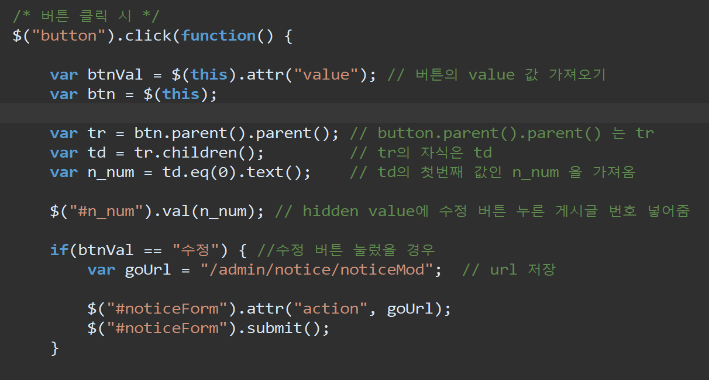 /* 버튼 클릭 시 */
$("button").click(function() {
var btnVal = $(this).attr("value"); // 버튼의 value 값 가져오기
var btn = $(this);
var tr = btn.parent().parent(); // button.parent().parent() 는 tr
var td = tr.children(); // tr의 자식은 td
var n_num = td.eq(0).text(); // td의 첫번째 값인 n_num 을 가져옴
$("#n_num").val(n_num); // hidden value에 수정 버튼 누른 게시글 번호 넣어줌
if(btnVal == "수정") { //수정 버튼 눌렀을 경우
var goUrl = "/admin/notice/noticeMod"; // url 저장
$("#noticeForm").attr("action", goUrl);
$("#noticeForm").submit();
}